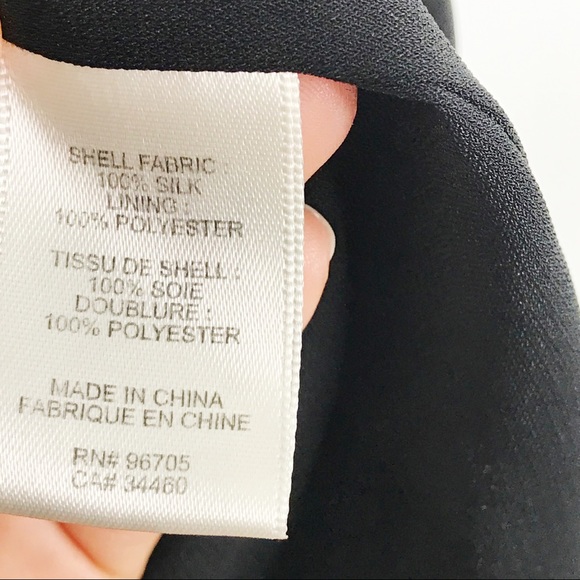 SHELL FABRIC :
100% SILK
LINING :
100% POLYESTER
TISSU DE SHELL :
100% SOIE
DOUBLURE :
100% POLYESTER
MADE IN CHINA
FABRIQUE EN CHINE
RN# 96705
CA# 34460